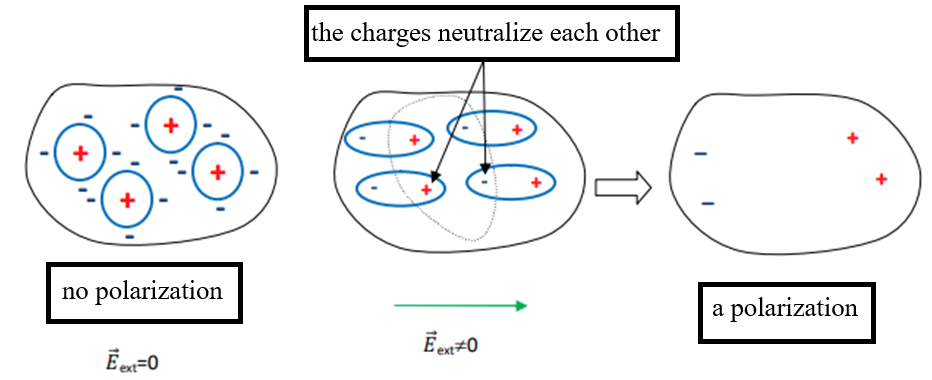 the charges neutralize each other
no polarization
a polarization
E⃗ext=0
E⃗ext≠0